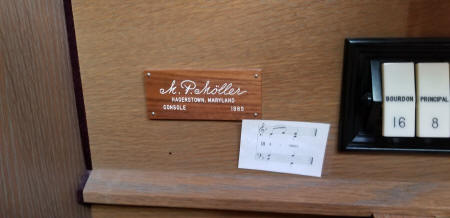 M. P. Möller
HAGERSTOWN, MARYLAND
CONSOLE 1985
BOURDON
16
PRINCIPAL
8